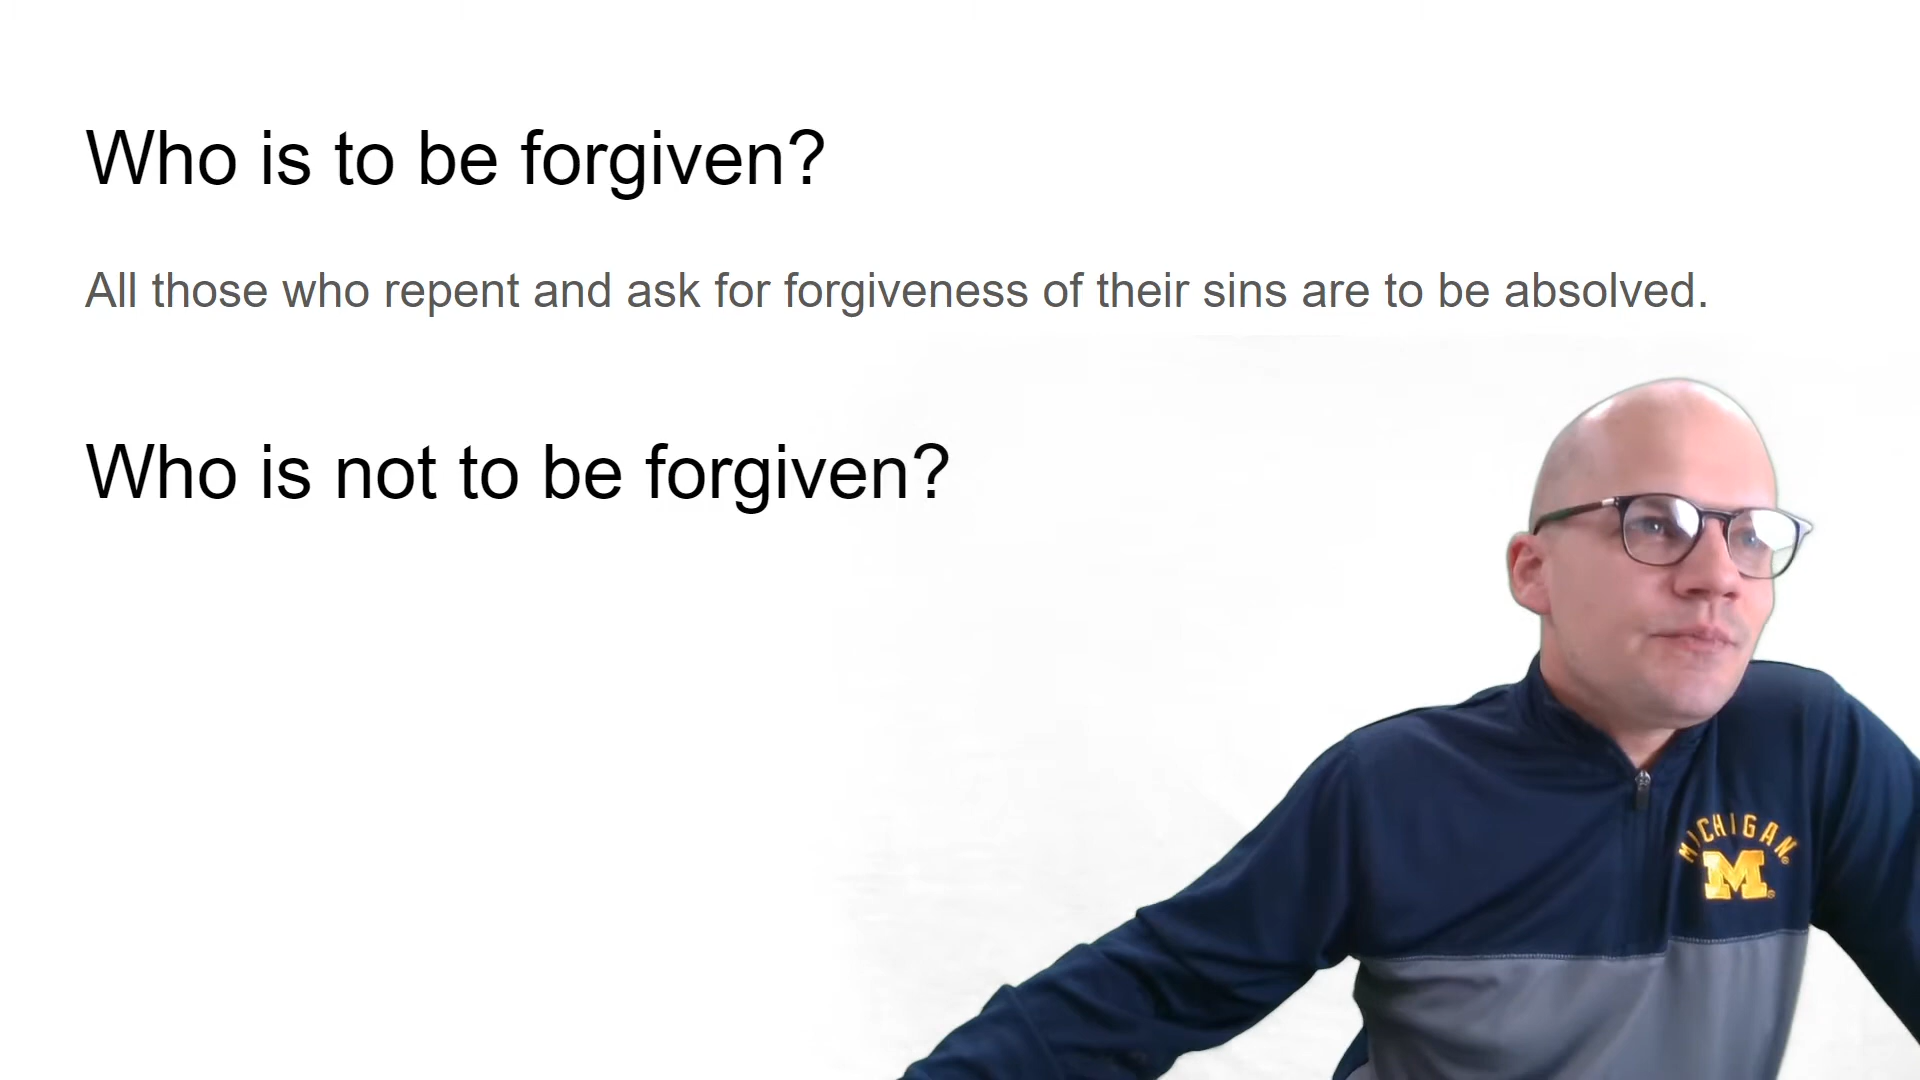 Who is to be forgiven?
All those who repent and ask for forgiveness of their sins are to be absolved.
Who is not to be forgiven?
MICHIGAN
M